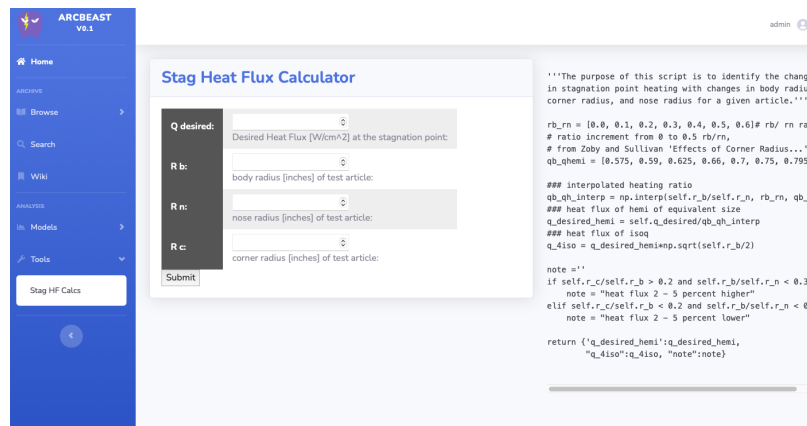 ARCBEAST
V0.1
admin
Home
ARCHIVE
Browse
Search
Wiki
ANALYSIS
Models
Tools
Stag HF Calcs
Stag Heat Flux Calculator
Q desired:
Desired Heat Flux [W/cm^2] at the stagnation point:
R b:
body radius [inches] of test article:
R n:
nose radius [inches] of test article:
R c:
corner radius [inches] of test article:
Submit
'''The purpose of this script is to identify the chang
in stagnation point heating with changes in body radiu
corner radius, and nose radius for a given article.'''
rb_rn = [0.0, 0.1, 0.2, 0.3, 0.4, 0.5, 0.6]# rb/ rn ra
# ratio increment from 0 to 0.5 rb/rn,
# from Zoby and Sullivan 'Effects of Corner Radius..."
qb_qhemi = [0.575, 0.59, 0.625, 0.66, 0.7, 0.75, 0.795
### interpolated heating ratio
qb_qh_interp = np.interp(self.r_b/self.r_n, rb_rn, qb_
### heat flux of hemi of equivalent size
q_desired_hemi = self.q_desired/qb_qh_interp
### heat flux of isoq
q_4iso = q_desired_hemi*np.sqrt(self.r_b/2)
note =''
if self.r_c/self.r_b > 0.2 and self.r_b/self.r_n < 0.3
note = "heat flux 2 – 5 percent higher"
elif self.r_c/self.r_b < 0.2 and self.r_b/self.r_n < 0
note = "heat flux 2 – 5 percent lower"
return {'q_desired_hemi':q_desired_hemi,
"q_4iso":q_4iso, "note":note}